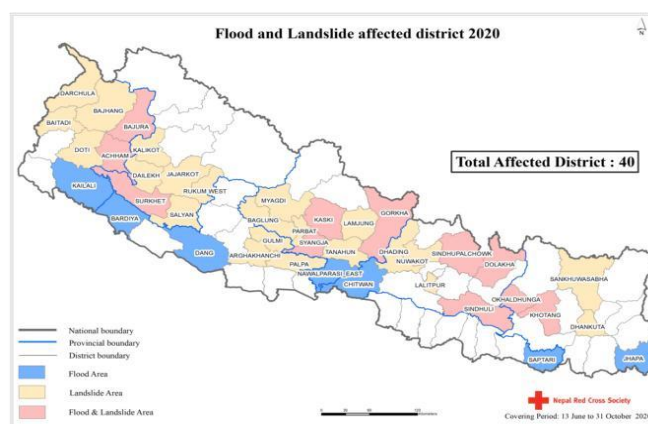 Flood and Landslide affected district 2020
N
DARCHULA
BAJHANG
BAITADI
BAJURA
DOTI
ACHHAM
KALIKOT
KAILALI
DAILEKH
JAJARKOT
RUKUM WEST
SURKHET
BARDIYA
SALYAN
DANG
Total Affected District : 40
MYAGDI
BAGLUNG
PARBAT
KASKI
LAMJUNG
GORKHA
GULMI
SYANGJA
TANAHUN
DHADING
ARGHAKHANCHI
PALPA
NUWAKOT
NAWALPARASI EAST
CHITWAN
SINDHUPALCHOWK
DOLAKHA
LALITPUR
SINDHULI
OKHALDHUNGA
KHOTANG
SANKHUWASABHA
DHANKUTA
SAPTARI
JHAPA
National boundary
Provincial boundary
District boundary
Flood Area
Landslide Area
Flood & Landslide Area
Nepal Red Cross Society
Covering Period: 13 June to 31 October 2020